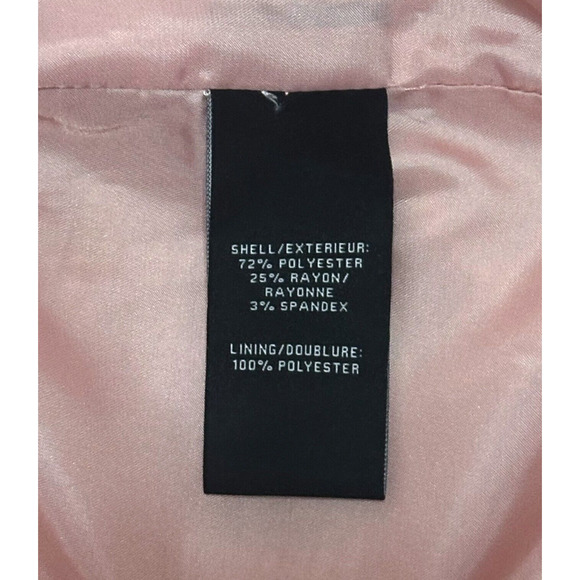 SHELL/EXTERIEUR:
72% POLYESTER
25% RAYON/
RAYONNE
3% SPANDEX
LINING/DOUBLURE:
100% POLYESTER